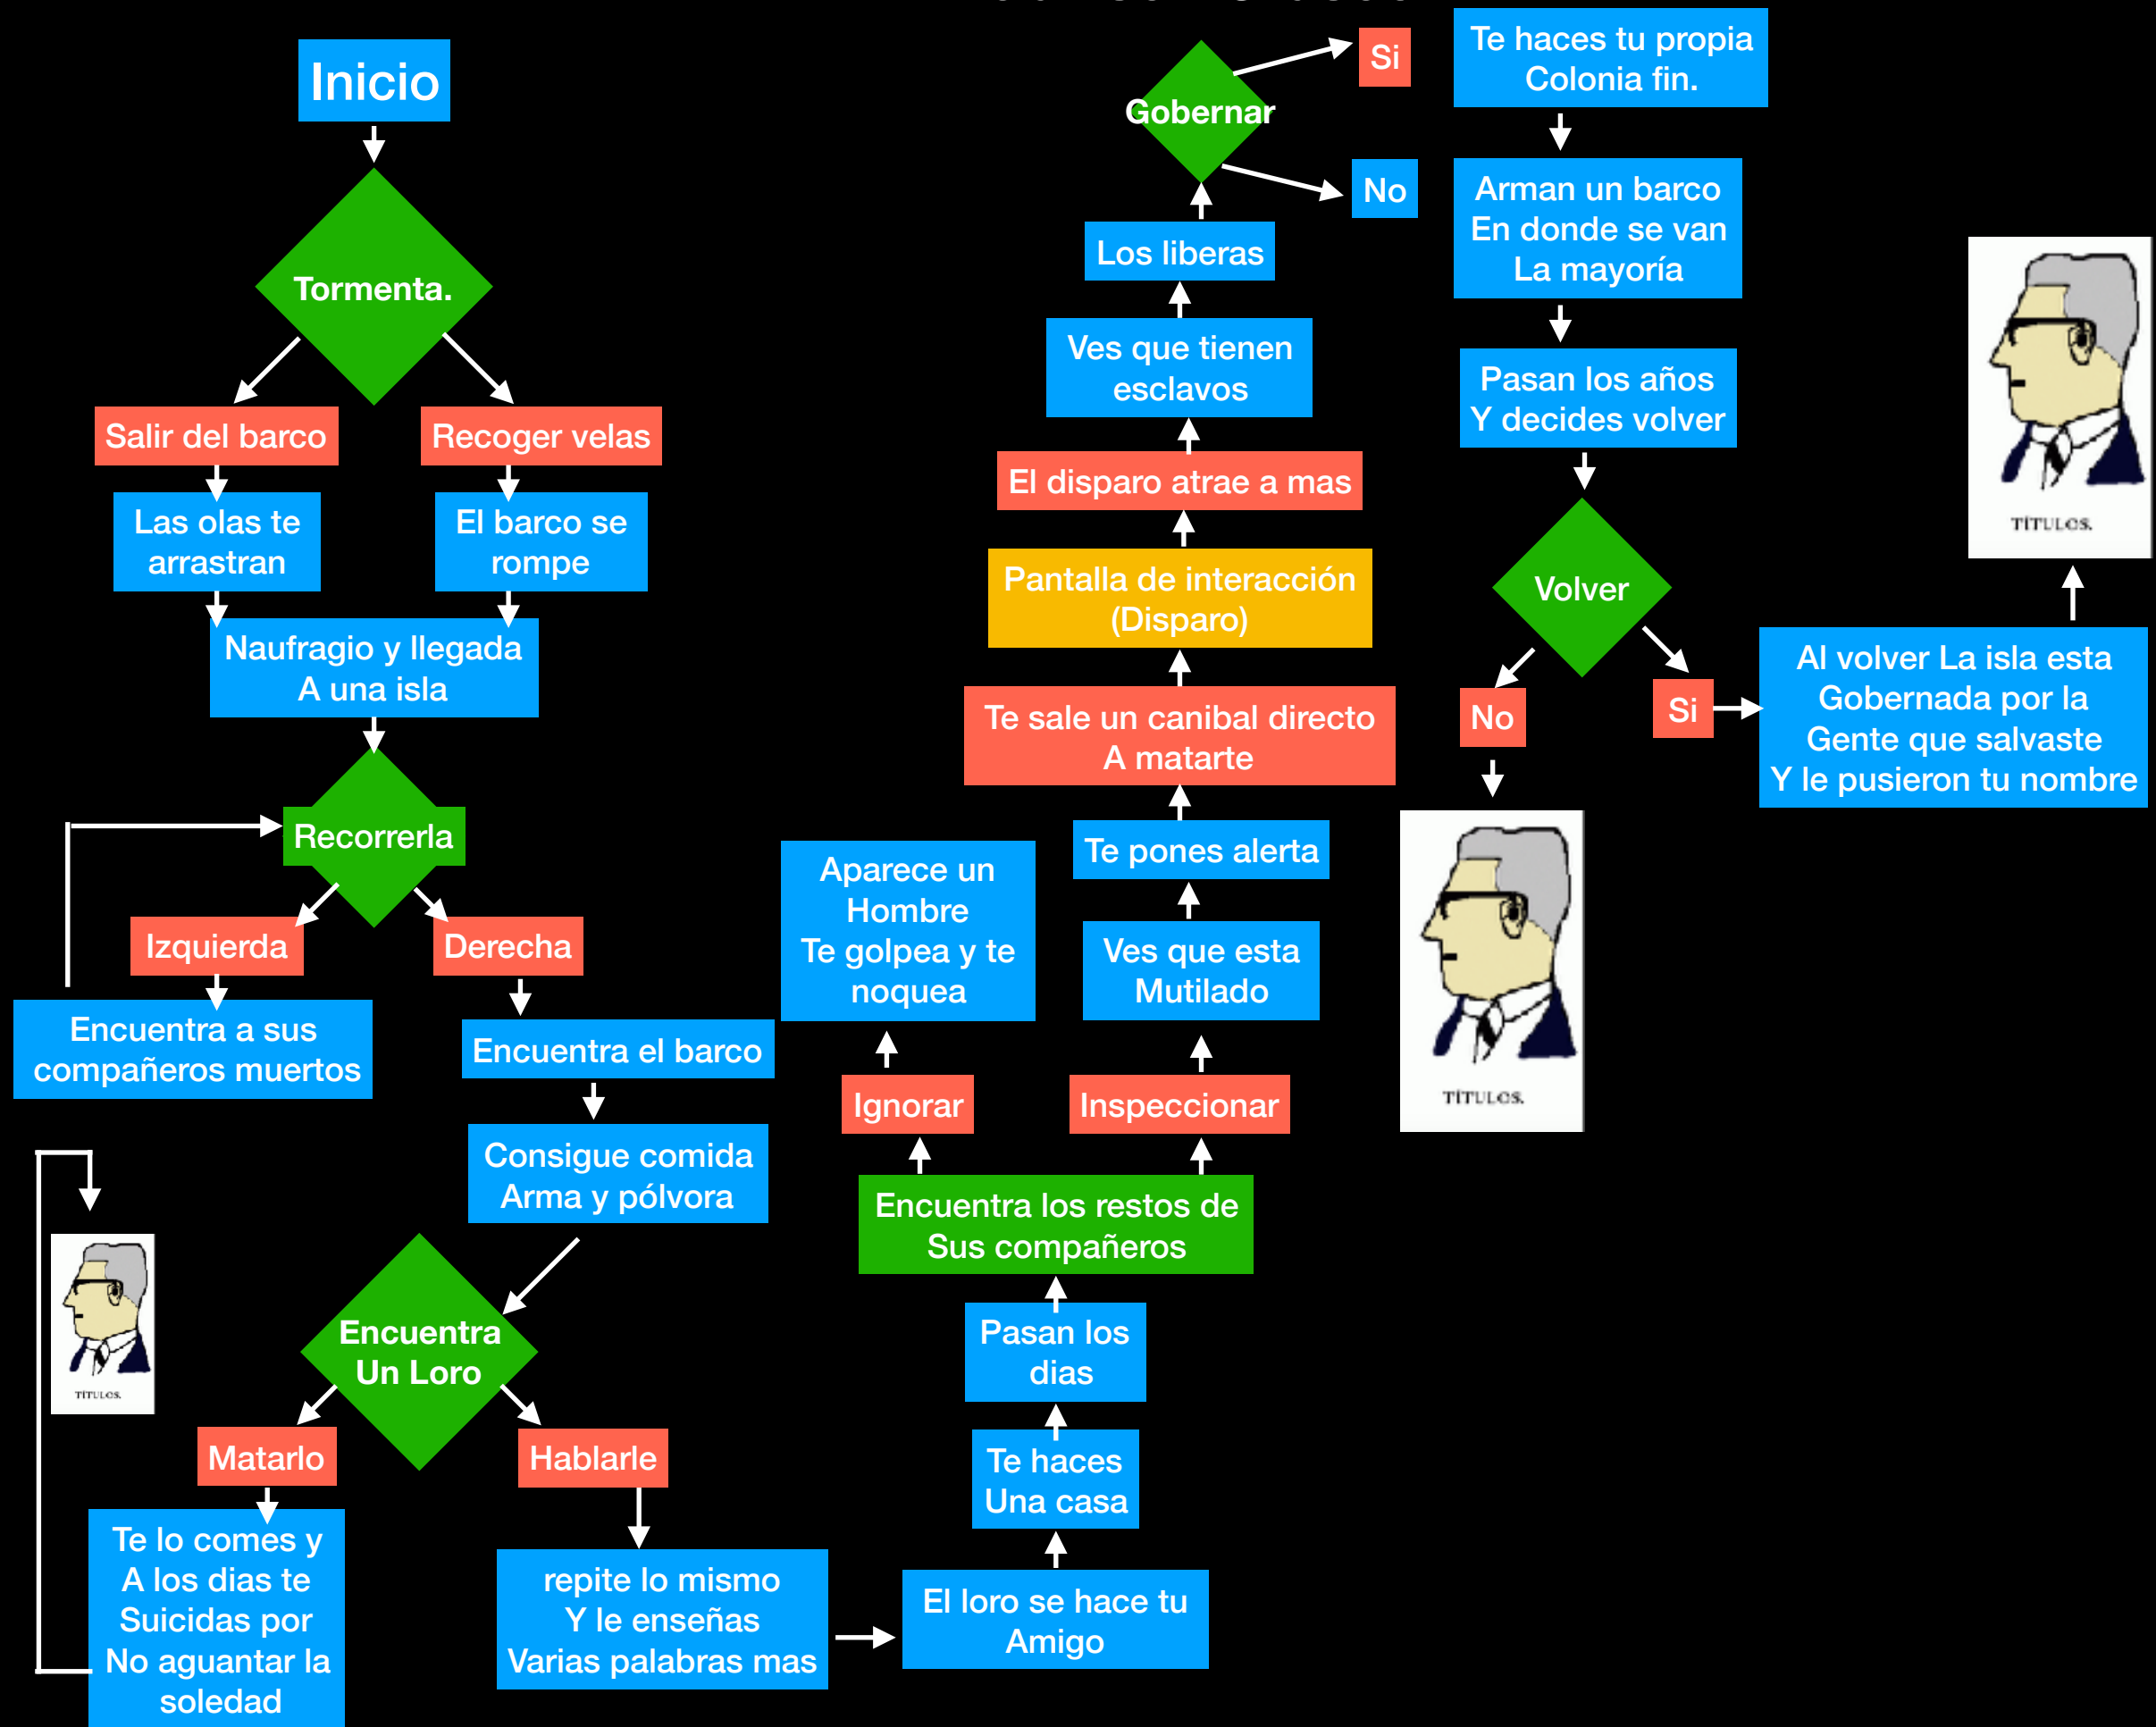 Inicio
Tormenta.
Salir del barco
Recoger velas
Las olas te
arrastran
El barco se
rompe
Naufragio y llegada
A una isla
Recorrerla
Izquierda
Derecha
Encuentra a sus
compañeros muertos
Encuentra el barco
Consigue comida
Arma y pólvora
Encuentra
Un Loro
TÍTULOS.
Matarlo
Hablarle
Te lo comes y
A los dias te
Suicidas por
No aguantar la
soledad
repite lo mismo
Y le enseñas
Varias palabras mas
El loro se hace tu
Amigo
Te haces
Una casa
Pasan los
dias
Encuentra los restos de
Sus compañeros
Ignorar
Inspeccionar
Aparece un
Hombre
Te golpea y te
noquea
Ves que esta
Mutilado
Te pones alerta
Te sale un canibal directo
A matarte
Pantalla de interacción
(Disparo)
El disparo atrae a mas
Ves que tienen
esclavos
Los liberas
Gobernar
Si
No
Te haces tu propia
Colonia fin.
Arman un barco
En donde se van
La mayoría
Pasan los años
Y decides volver
Volver
No
Si
TÍTULOS.
Al volver La isla esta
Gobernada por la
Gente que salvaste
Y le pusieron tu nombre
TÍTULOS.